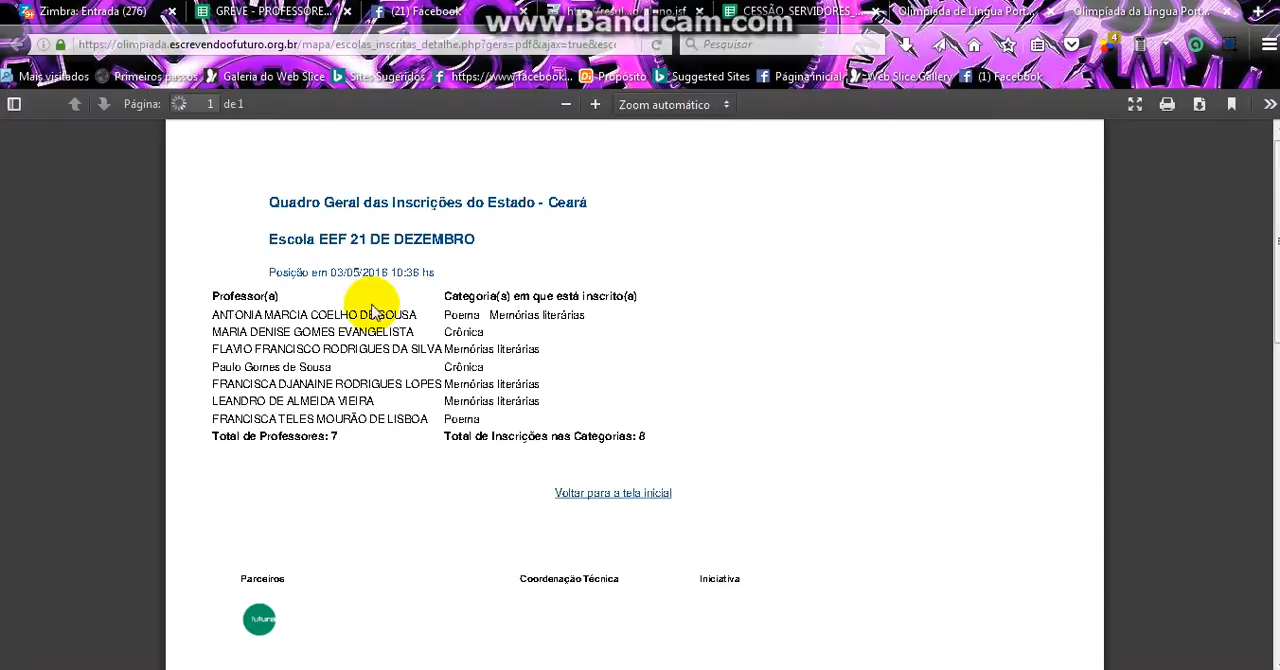 www.Bandicam.com
Zimbra: Entrada (276) GREVE - PROFESSORE... (21) Facebook CESSÃO_SERVIDORES_... Olimpíada de Língua Port... Olimpíada da Língua Port...
https://olimpiada.escrevendoofuturo.org.br/mapa/escolas_inscritas_detalhe.php?gera=pdf&ajax=true&esc Pesquisar 4
Mais visitados Primeiros passos Galeria do Web Slice Sites Sugeridos https://www.facebook... Propósito Suggested Sites Página inicial Web Slice Gallery (1) Facebook
Página: 1 de 1 Zoom automático
Quadro Geral das Inscrições do Estado - Ceará
Escola EEF 21 DE DEZEMBRO
Posição em 03/05/2016 10:36 hs
Professor(a) Categoria(s) em que está inscrito(a)
ANTONIA MARCIA COELHO DE SOUSA Poema Memórias literárias
MARIA DENISE GOMES EVANGELISTA Crônica
FLAVIO FRANCISCO RODRIGUES DA SILVA Memórias literárias
Paulo Gomes de Sousa Crônica
FRANCISCA DJANAINE RODRIGUES LOPES Memórias literárias
LEANDRO DE ALMEIDA VIEIRA Memórias literárias
FRANCISCA TELES MOURÃO DE LISBOA Poema
Total de Professores: 7 Total de Inscrições nas Categorias: 8
Voltar para a tela inicial
Parceiros Coordenação Técnica Iniciativa
futura